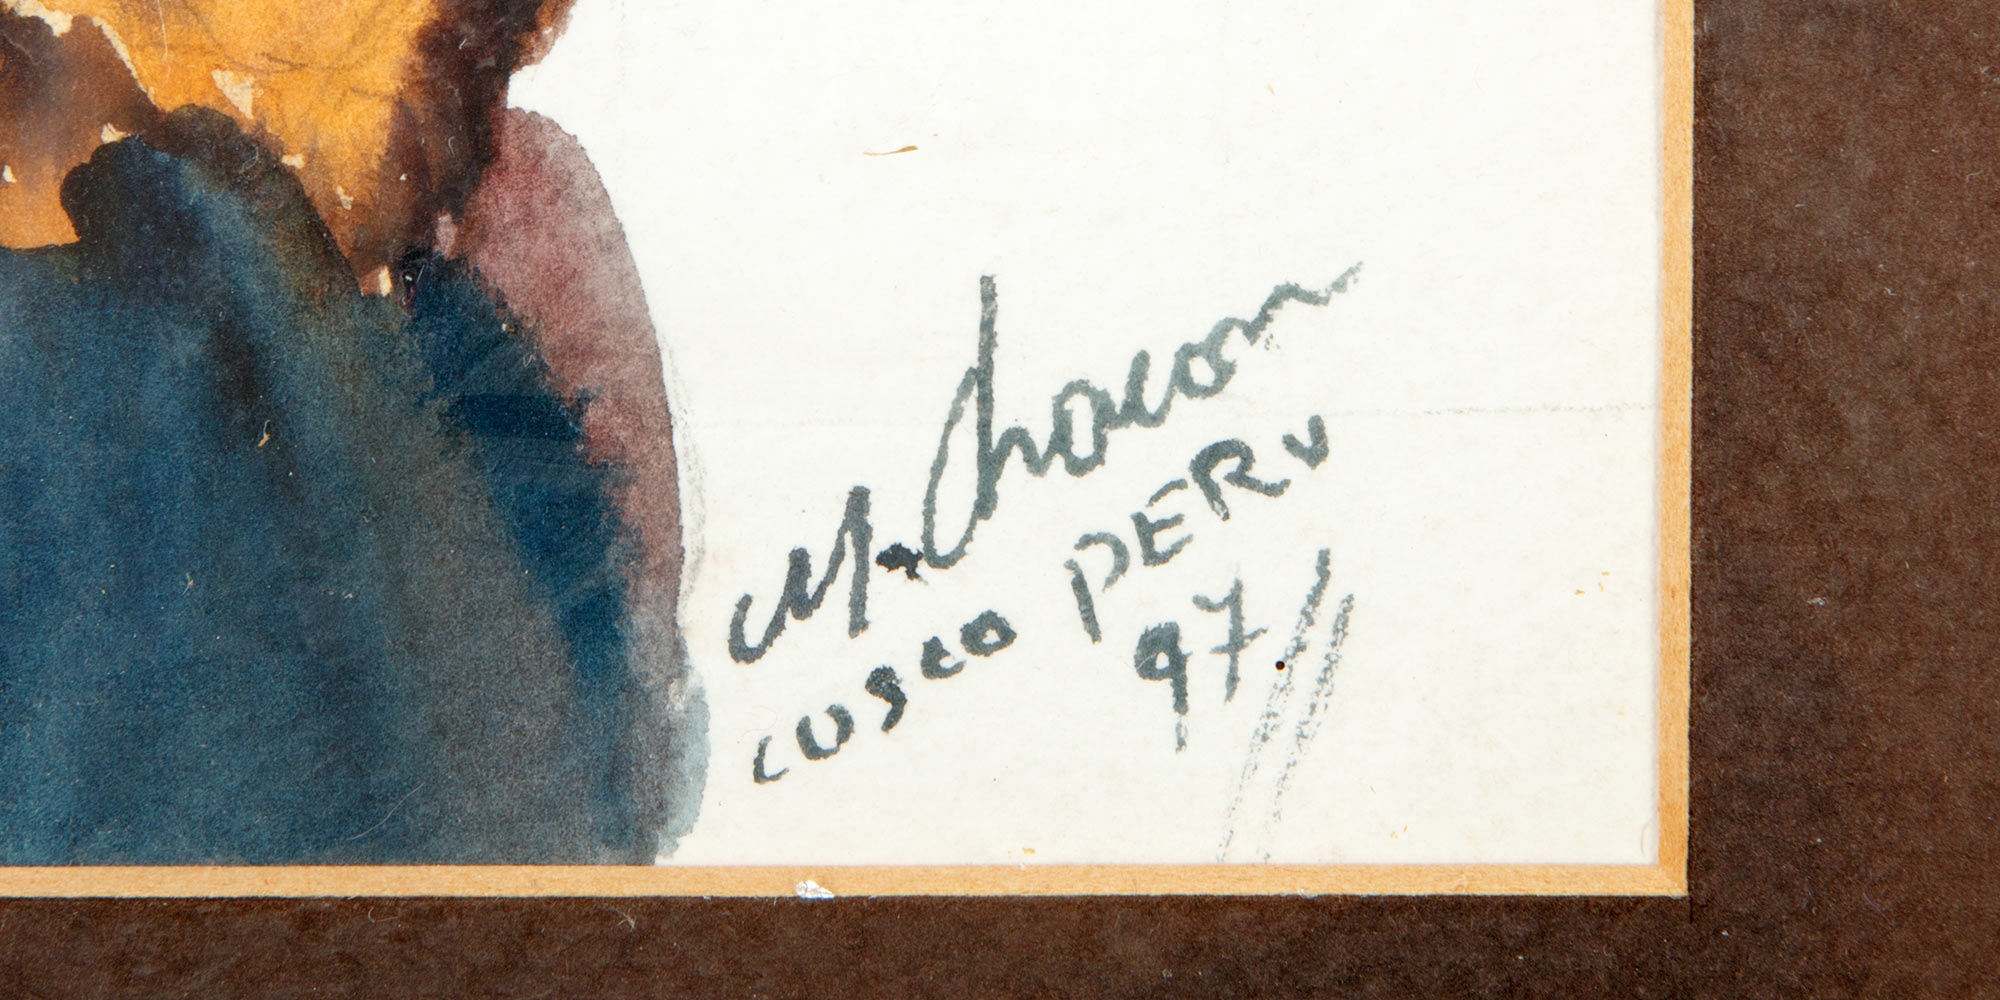 M. Chacon
CUSCO PERU
97//